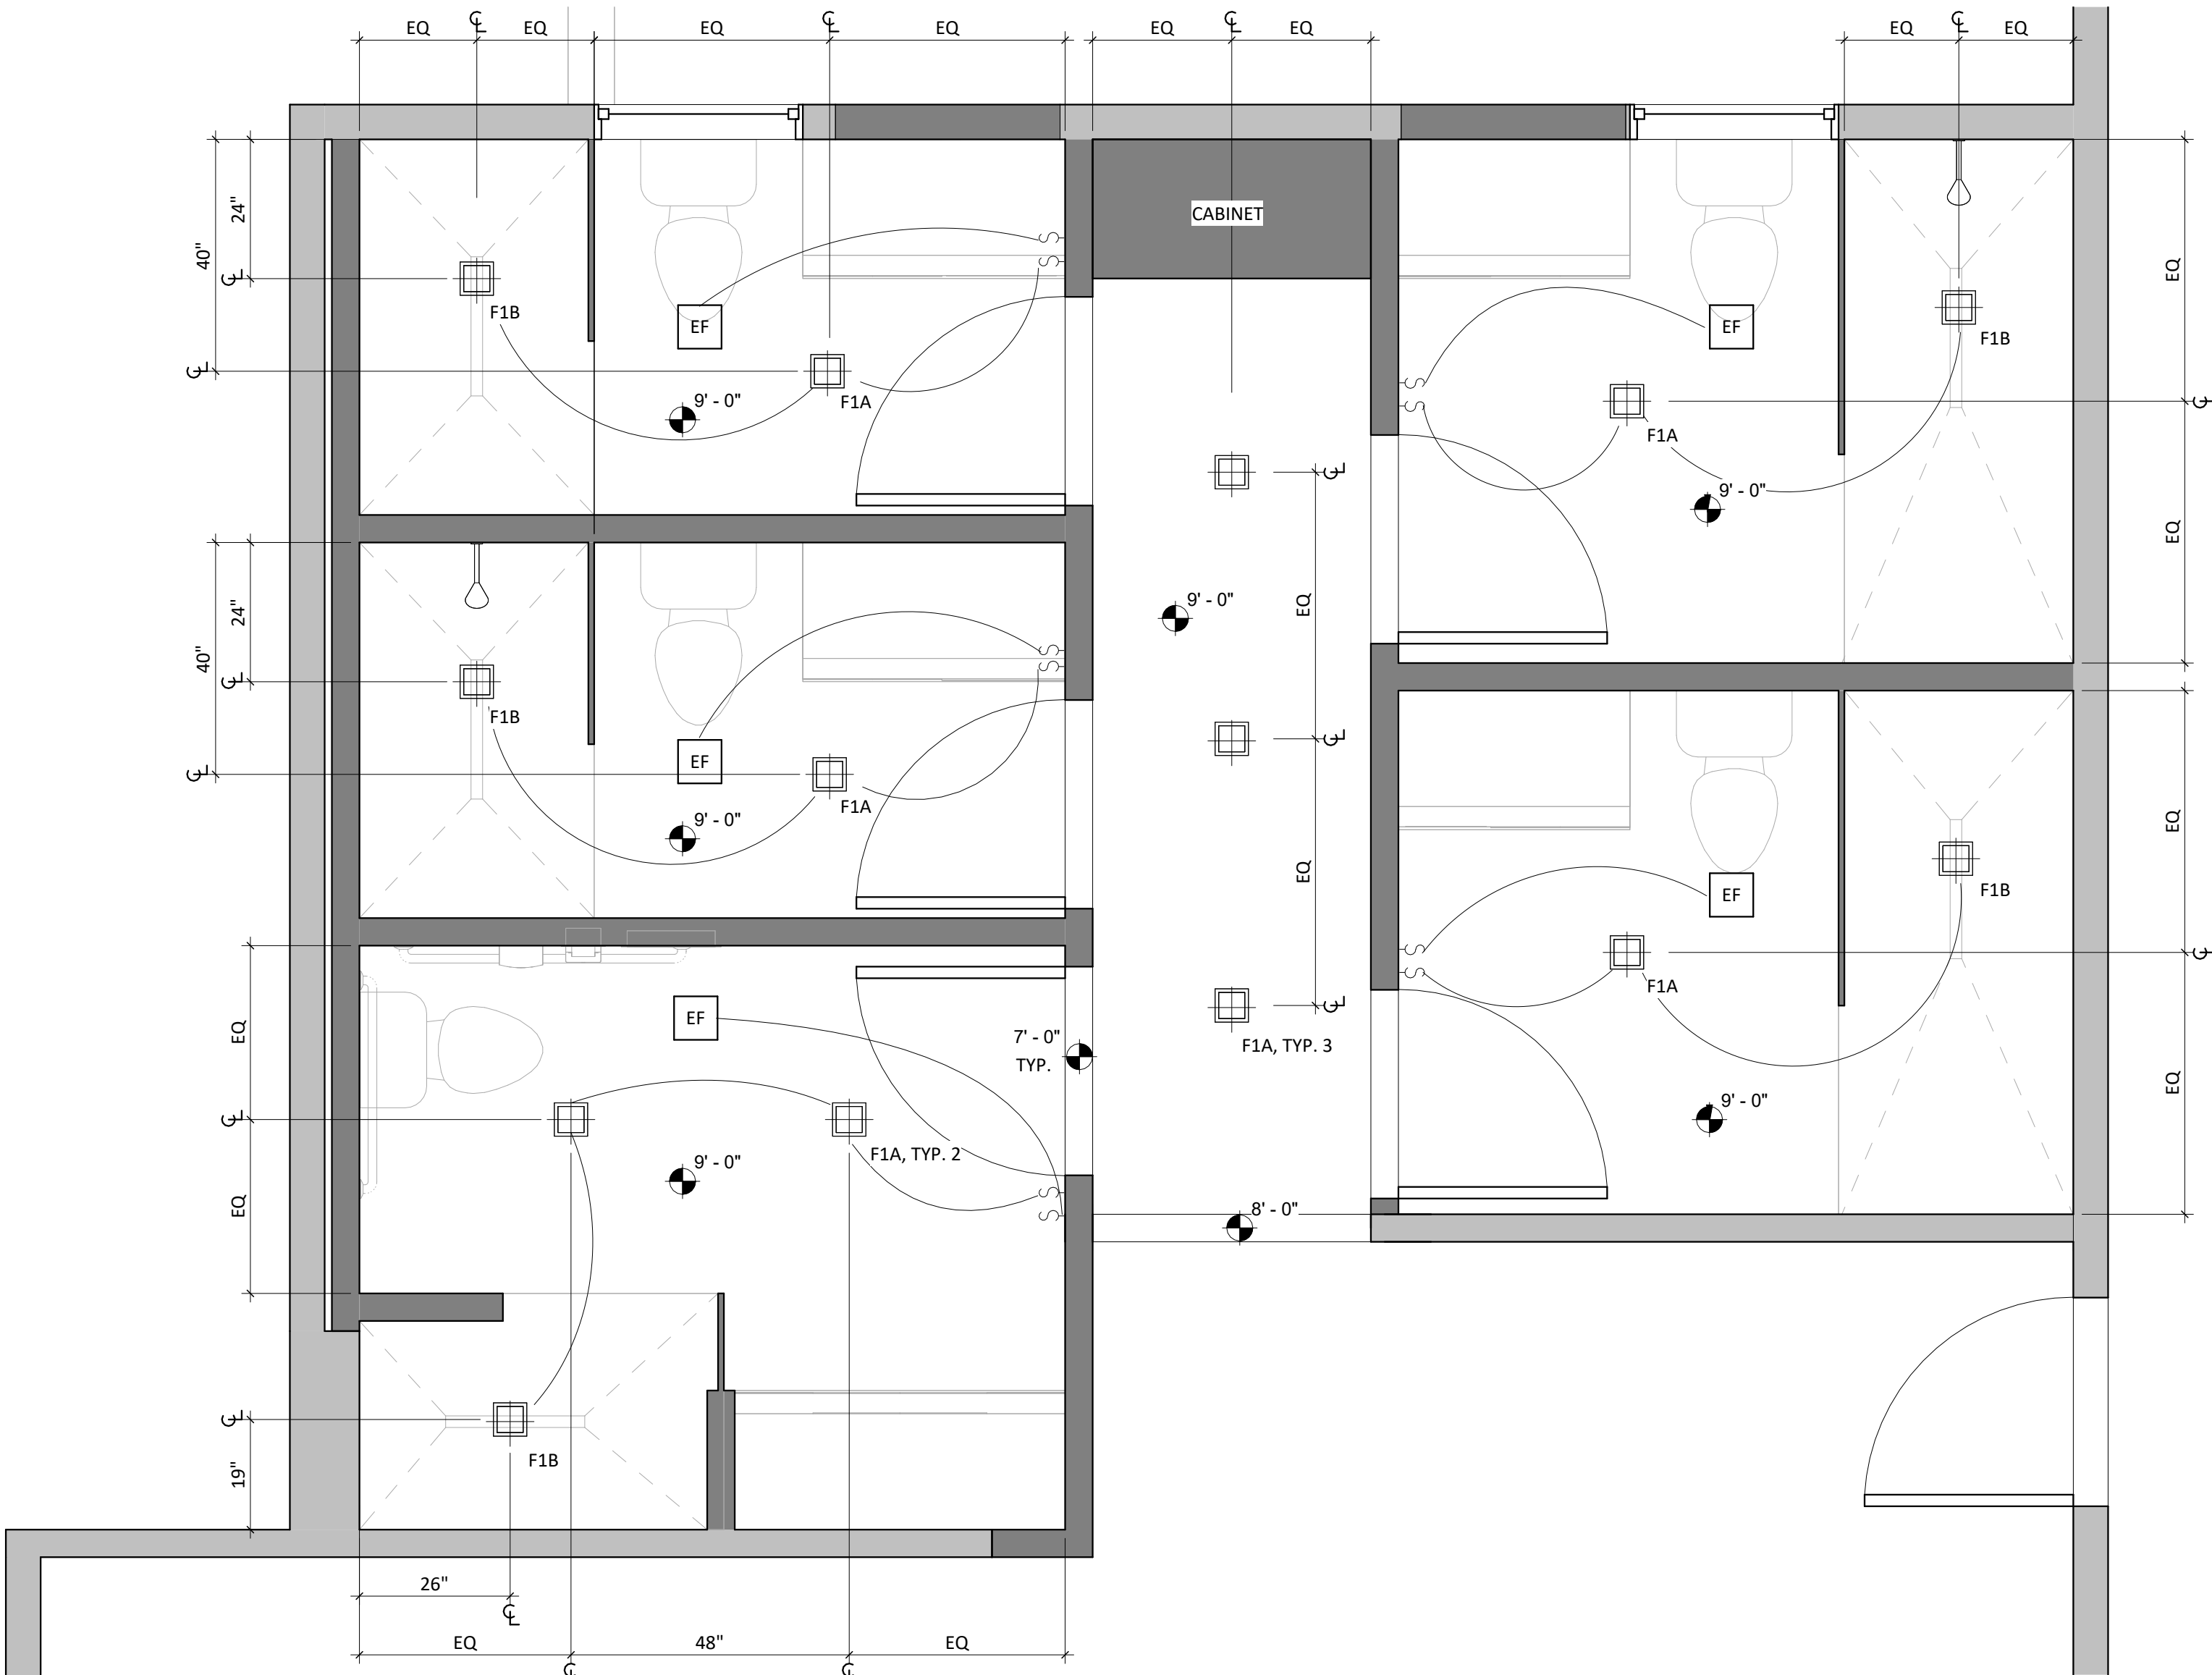 EQ
EQ
EQ
EQ
EQ
EQ
EQ
EQ
24"
40"
CABINET
EF
F1B
F1A
9' - 0"
EF
F1B
F1A
9' - 0"
EQ
EQ
24"
40"
F1B
EF
F1A
9' - 0"
9' - 0"
EQ
EQ
EF
F1B
F1A
9' - 0"
EQ
EQ
EF
7' - 0"
TYP.
F1A, TYP. 3
F1A, TYP. 2
9' - 0"
8' - 0"
EQ
EQ
F1B
19"
26"
EQ
48"
EQ